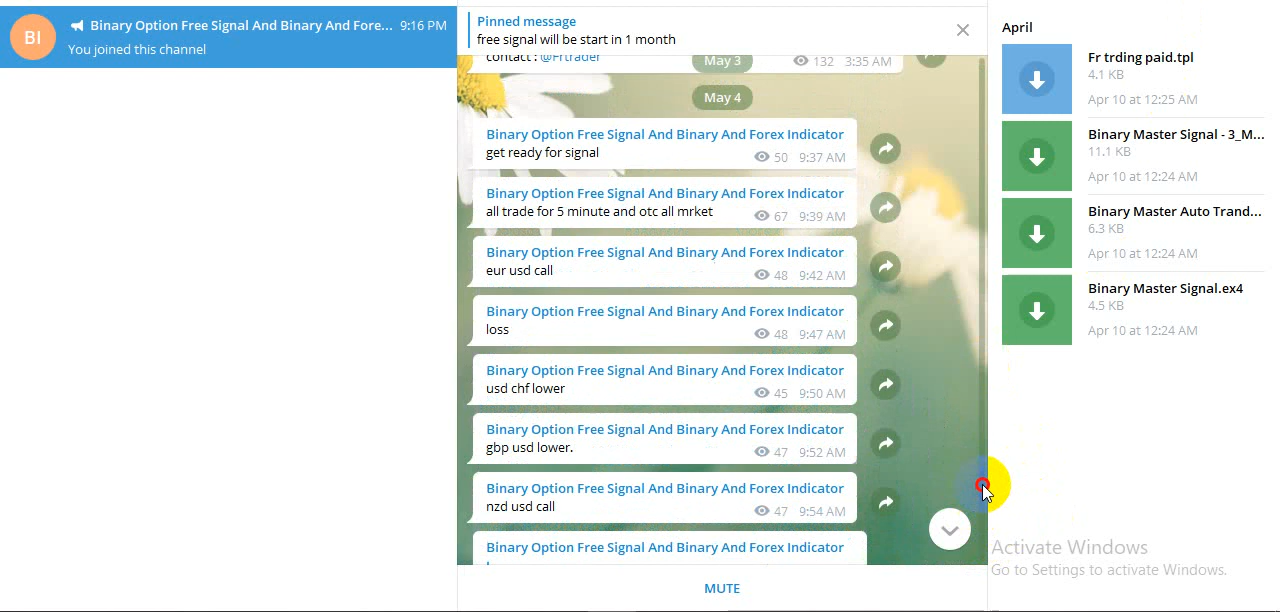 BI
Binary Option Free Signal And Binary And Fore... 9:16 PM
You joined this channel
Pinned message
free signal will be start in 1 month
contact : @Frtrader
132 3:35 AM
May 3
May 4
Binary Option Free Signal And Binary And Forex Indicator
get ready for signal
50 9:37 AM
Binary Option Free Signal And Binary And Forex Indicator
all trade for 5 minute and otc all mrket
67 9:39 AM
Binary Option Free Signal And Binary And Forex Indicator
eur usd call
48 9:42 AM
Binary Option Free Signal And Binary And Forex Indicator
loss
48 9:47 AM
Binary Option Free Signal And Binary And Forex Indicator
usd chf lower
45 9:50 AM
Binary Option Free Signal And Binary And Forex Indicator
gbp usd lower.
47 9:52 AM
Binary Option Free Signal And Binary And Forex Indicator
nzd usd call
47 9:54 AM
Binary Option Free Signal And Binary And Forex Indicator
MUTE
April
Fr trding paid.tpl
4.1 KB
Apr 10 at 12:25 AM
Binary Master Signal - 3_M...
11.1 KB
Apr 10 at 12:24 AM
Binary Master Auto Trand...
6.3 KB
Apr 10 at 12:24 AM
Binary Master Signal.ex4
4.5 KB
Apr 10 at 12:24 AM
Activate Windows
Go to Settings to activate Windows.